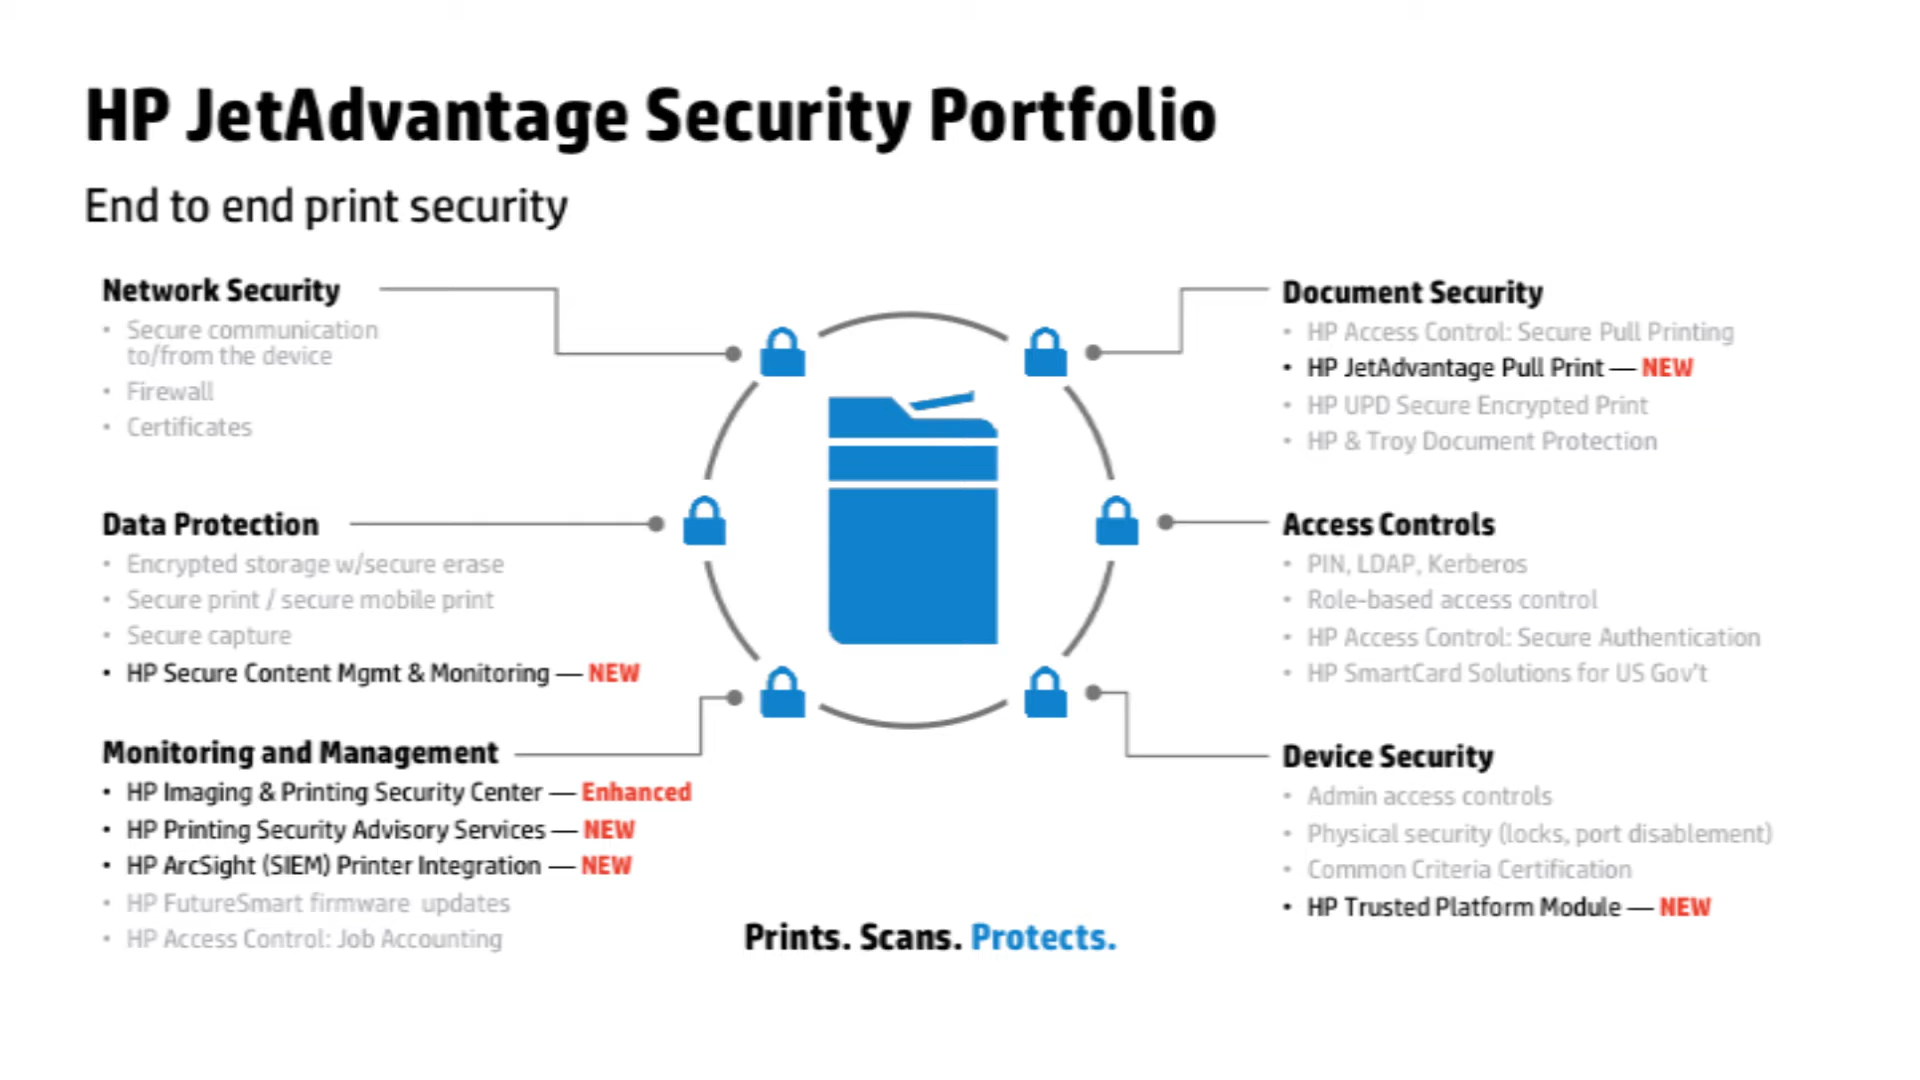 HP JetAdvantage Security Portfolio
End to end print security
Network Security
• Secure communication
to/from the device
• Firewall
• Certificates
Data Protection
• Encrypted storage w/secure erase
• Secure print / secure mobile print
• Secure capture
• HP Secure Content Mgmt & Monitoring — NEW
Monitoring and Management
• HP Imaging & Printing Security Center — Enhanced
• HP Printing Security Advisory Services — NEW
• HP ArcSight (SIEM) Printer Integration — NEW
• HP FutureSmart firmware updates
• HP Access Control: Job Accounting
Document Security
• HP Access Control: Secure Pull Printing
• HP JetAdvantage Pull Print — NEW
• HP UPD Secure Encrypted Print
• HP & Troy Document Protection
Access Controls
• PIN, LDAP, Kerberos
• Role-based access control
• HP Access Control: Secure Authentication
• HP SmartCard Solutions for US Gov't
Device Security
• Admin access controls
• Physical security (locks, port disablement)
• Common Criteria Certification
• HP Trusted Platform Module — NEW
Prints. Scans. Protects.